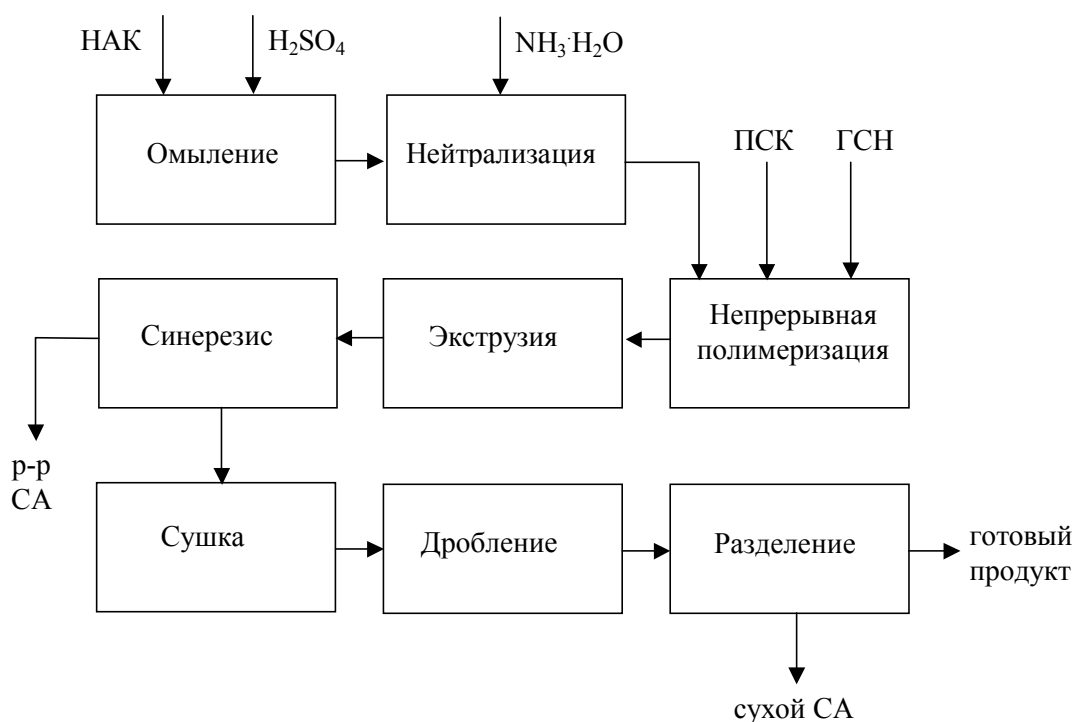 НАК
H₂SO₄
NH₃·H₂O
Омыление
Нейтрализация
ПСК
ГСН
Синерезис
Экструзия
Непрерывная
полимеризация
р-р
СА
Сушка
Дробление
Разделение
готовый
продукт
сухой СА